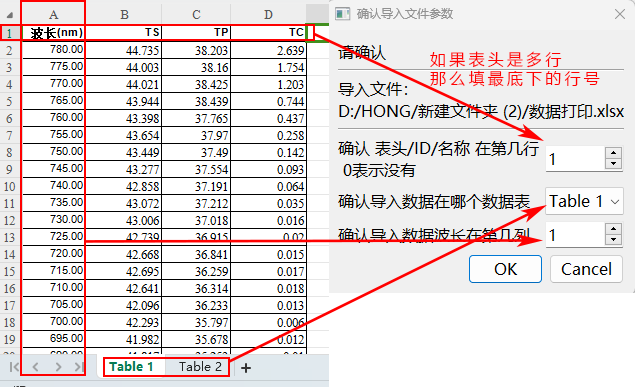 A B C D
1 波长(nm) TS TP TC
2 780.00 44.735 38.203 2.639
3 775.00 44.003 38.16 1.754
4 770.00 44.021 38.425 1.203
5 765.00 43.944 38.439 0.744
6 760.00 43.398 37.765 0.437
7 755.00 43.654 37.97 0.258
8 750.00 43.449 37.49 0.142
9 745.00 43.277 37.554 0.093
10 740.00 42.858 37.191 0.064
11 735.00 43.072 37.212 0.035
12 730.00 43.006 37.018 0.016
13 725.00 42.739 36.915 0.02
14 720.00 42.668 36.841 0.015
15 715.00 42.695 36.259 0.017
16 710.00 42.641 36.314 0.018
17 705.00 42.096 36.233 0.013
18 700.00 42.293 35.797 0.006
19 695.00 41.982 35.678 0.012
Table 1 Table 2 +
确认导入文件参数
请确认
如果表头是多行
那么填最底下的行号
导入文件:
D:/HONG/新建文件夹 (2)/数据打印.xlsx
确认 表头/ID/名称 在第几行
0表示没有
1
确认导入数据在哪个数据表 Table 1
确认导入数据波长在第几列 1
OK Cancel